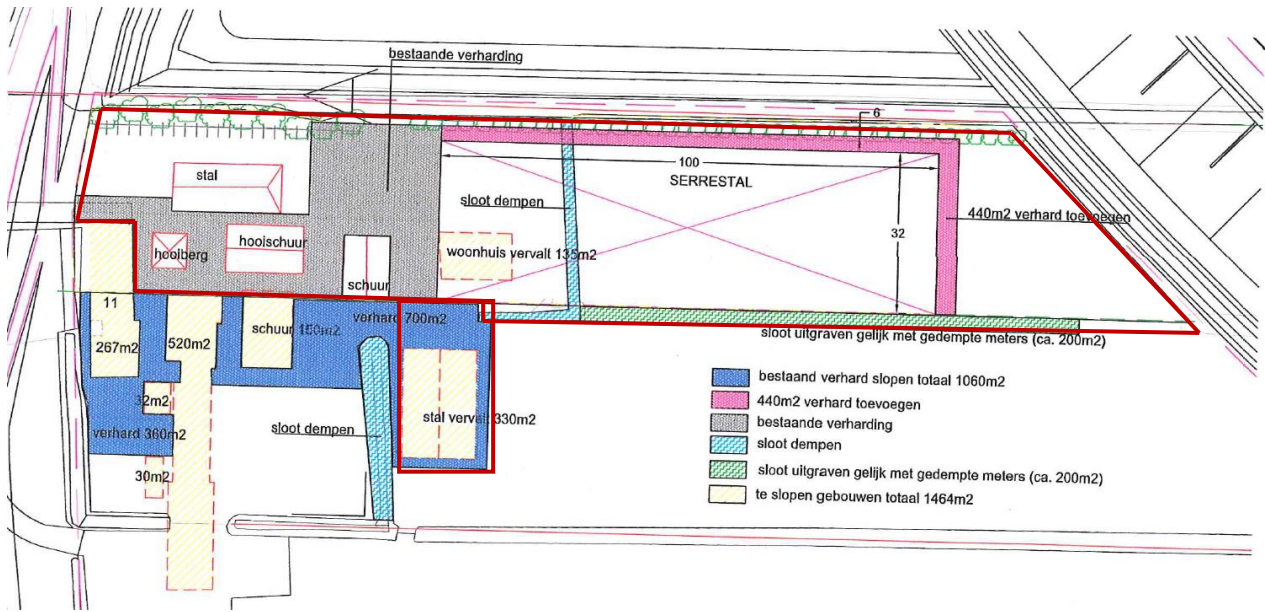 bestaande verharding
6
stal
100
SERRESTAL
sloot dempen
440m2 verhard toevoegen
32
hooiberg
hooischuur
woonhuis vervalt 135m2
schuur
11
verhard 700m2
schuur 150m2
267m2
520m2
sloot uitgraven gelijk met gedempte meters (ca. 200m2)
bestaand verhard slopen totaal 1060m2
32m2
440m2 verhard toevoegen
stal vervalt 330m2
bestaande verharding
verhard 360m2
sloot dempen
sloot dempen
30m2
sloot uitgraven gelijk met gedempte meters (ca. 200m2)
te slopen gebouwen totaal 1464m2